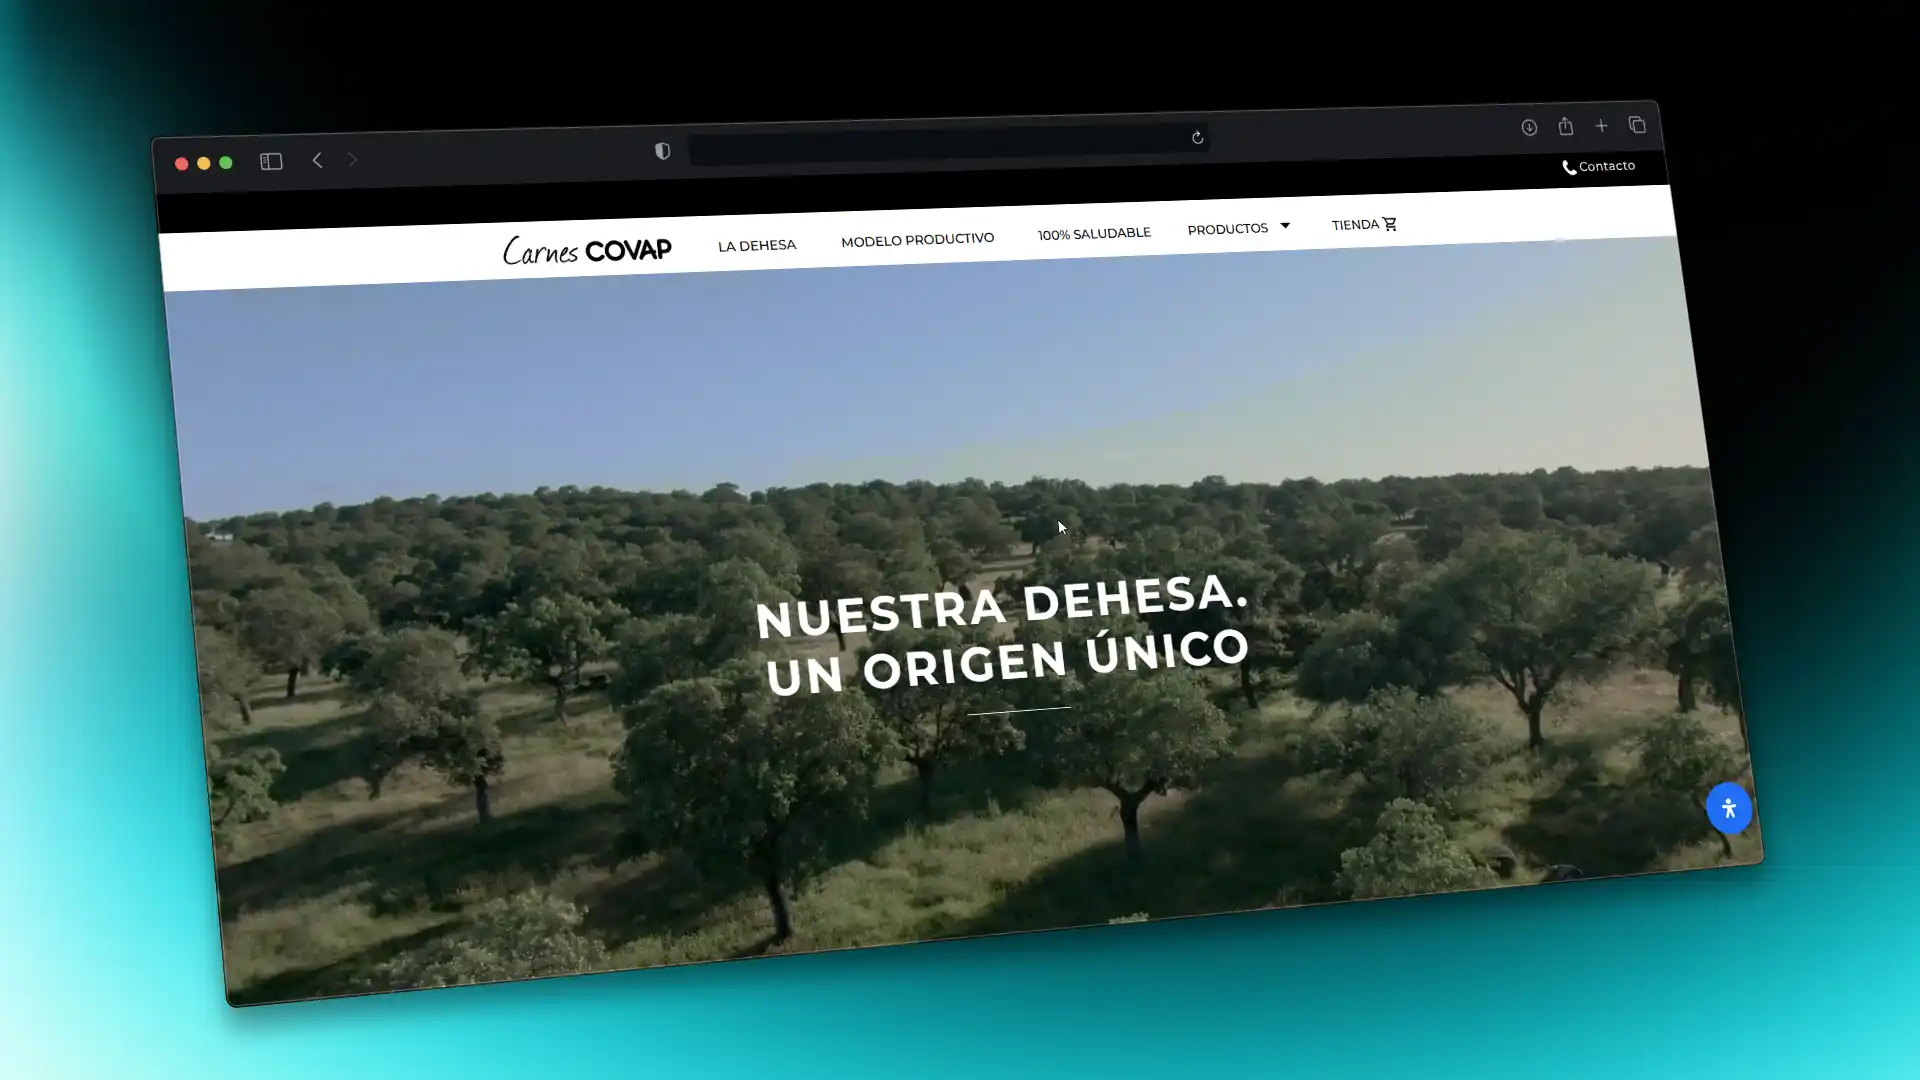 Contacto
Carnes COVAP
LA DEHESA
MODELO PRODUCTIVO
100% SALUDABLE
PRODUCTOS
TIENDA
NUESTRA DEHESA.
UN ORIGEN ÚNICO